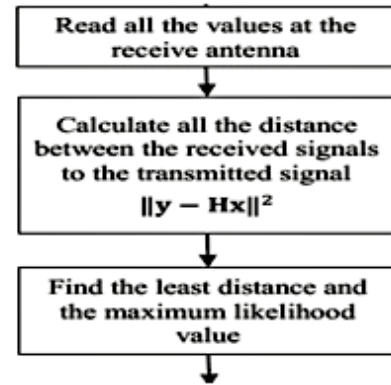 Read all the values at the
receive antenna
Calculate all the distance
between the received signals
to the transmitted signal
‖y − Hx‖²
Find the least distance and
the maximum likelihood
value